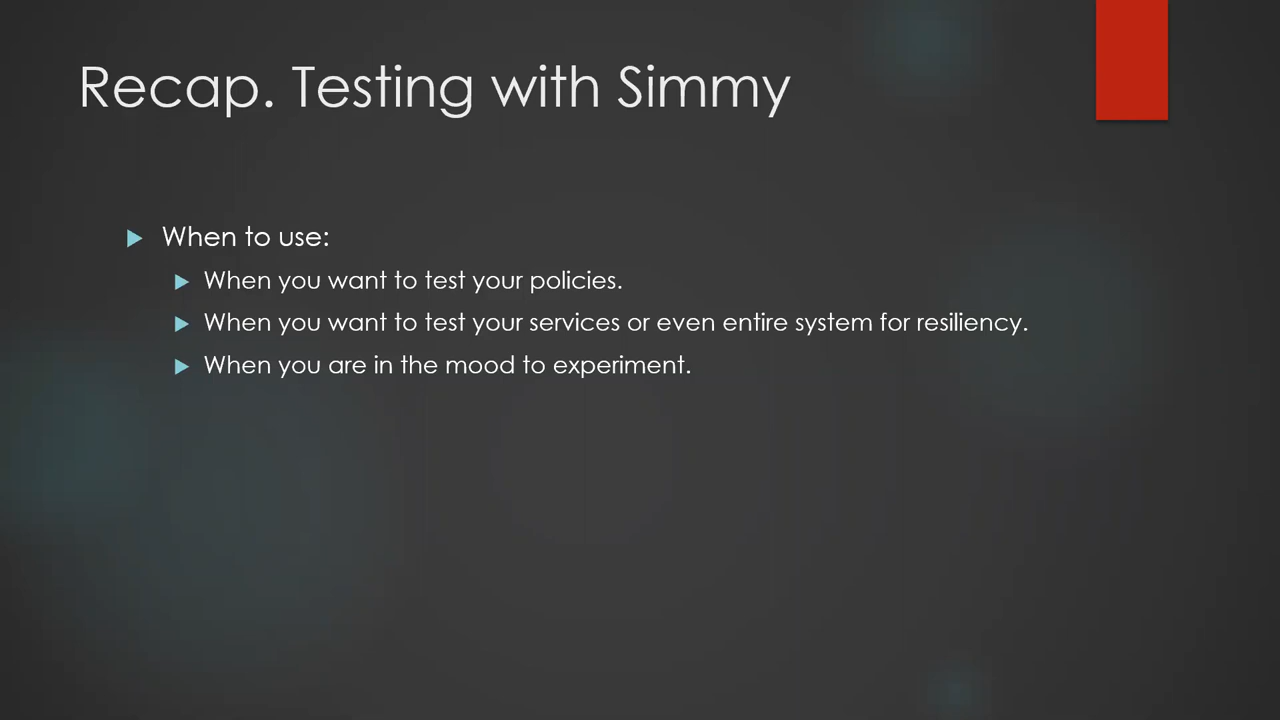 Recap. Testing with Simmy
When to use:
When you want to test your policies.
When you want to test your services or even entire system for resiliency.
When you are in the mood to experiment.